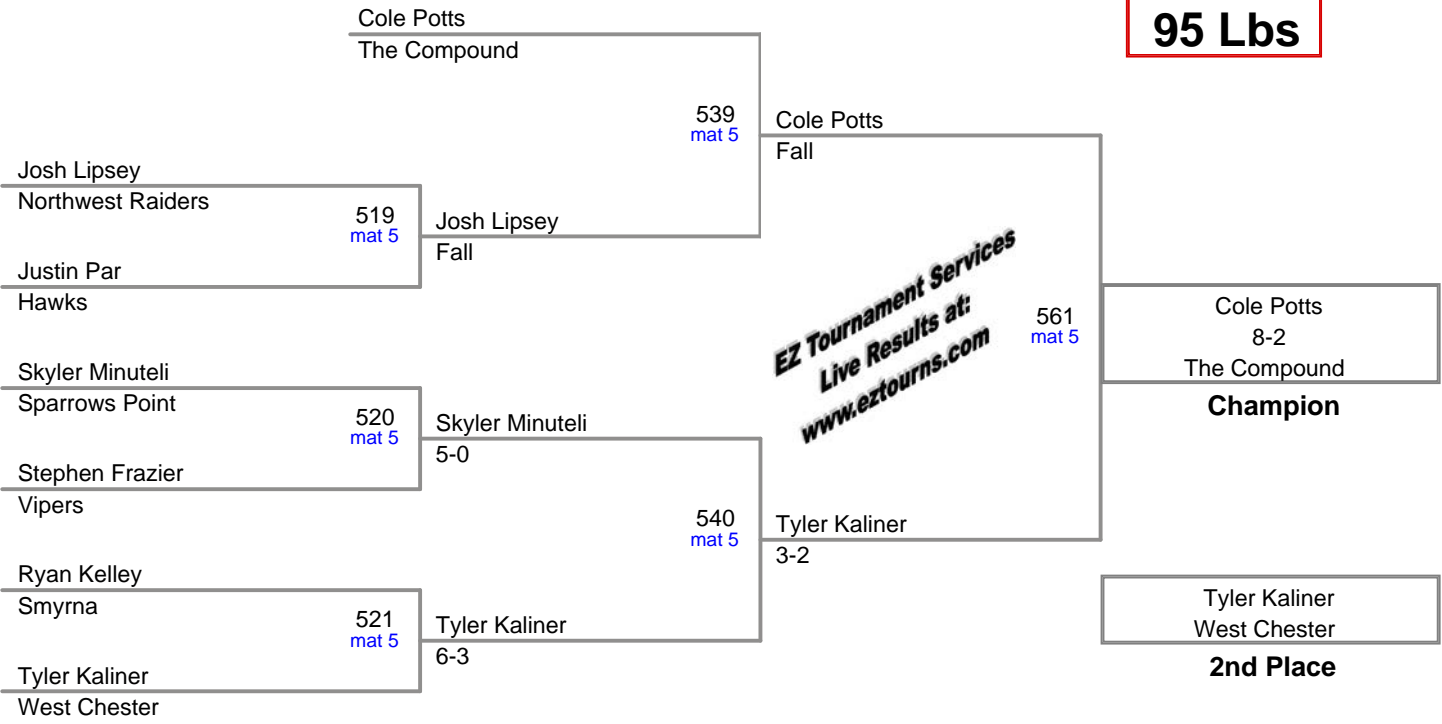 95 Lbs
Cole Potts
The Compound
539
mat 5
Cole Potts
Fall
Josh Lipsey
Northwest Raiders
519
mat 5
Josh Lipsey
Fall
Justin Par
Hawks
EZ Tournament Services
Live Results at:
www.eztourns.com
561
mat 5
Cole Potts
8-2
The Compound
Champion
Skyler Minuteli
Sparrows Point
520
mat 5
Skyler Minuteli
5-0
Stephen Frazier
Vipers
540
mat 5
Tyler Kaliner
3-2
Ryan Kelley
Smyrna
521
mat 5
Tyler Kaliner
6-3
Tyler Kaliner
West Chester
Tyler Kaliner
West Chester
2nd Place